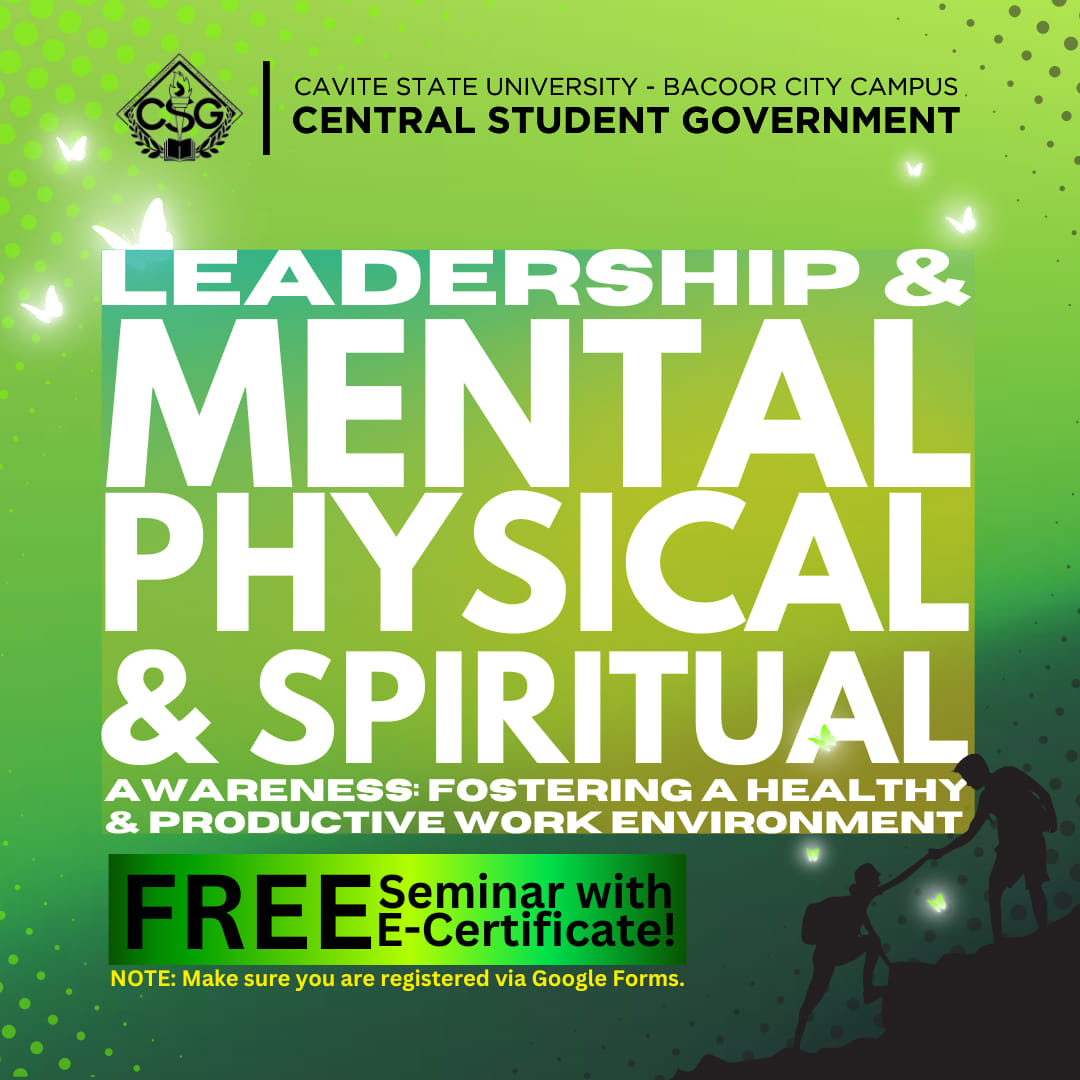 CSG
CAVITE STATE UNIVERSITY - BACOOR CITY CAMPUS
CENTRAL STUDENT GOVERNMENT
LEADERSHIP &
MENTAL
PHYSICAL
& SPIRITUAL
AWARENESS: FOSTERING A HEALTHY
& PRODUCTIVE WORK ENVIRONMENT
FREE Seminar with
E-Certificate!
NOTE: Make sure you are registered via Google Forms.